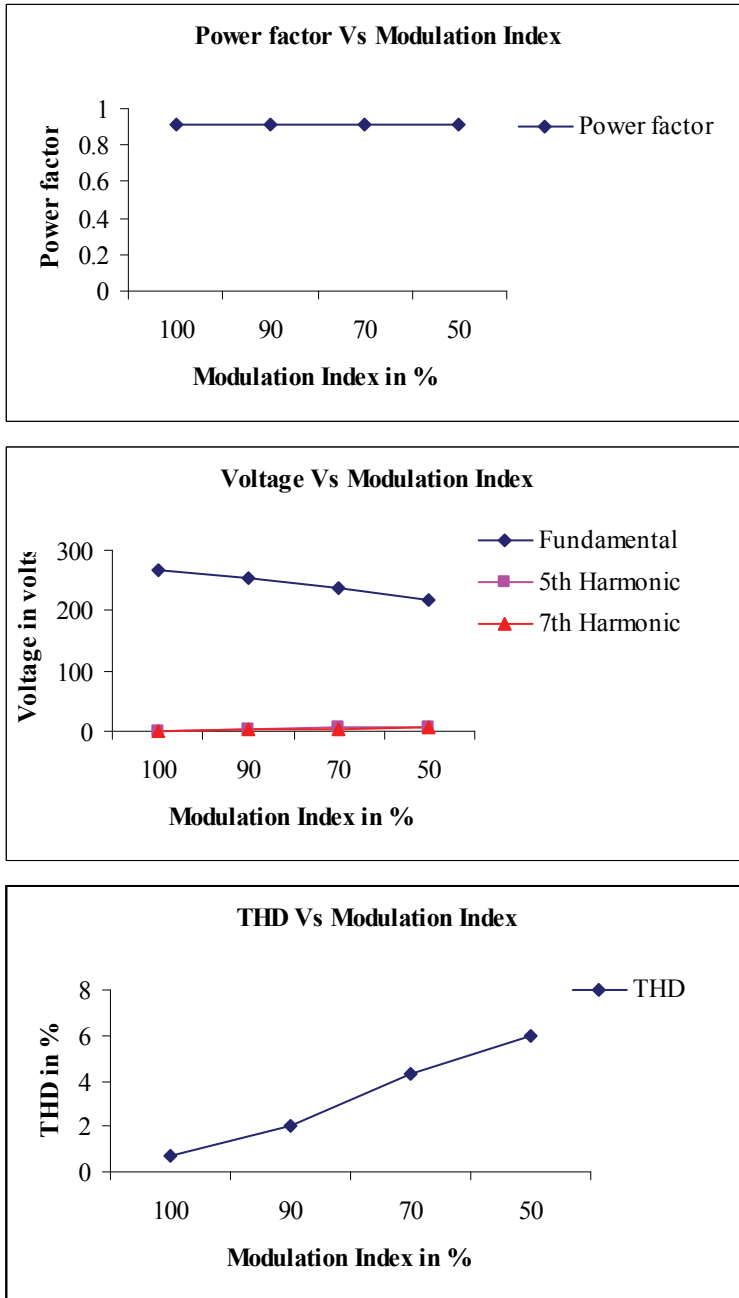 Power factor Vs Modulation Index
1
0.8
0.6
0.4
0.2
0
Power factor
Power factor
100 90 70 50
Modulation Index in %
Voltage Vs Modulation Index
300
200
100
0
Voltage in volts
Fundamental
5th Harmonic
7th Harmonic
100 90 70 50
Modulation Index in %
THD Vs Modulation Index
8
6
4
2
0
THD in %
THD
100 90 70 50
Modulation Index in %